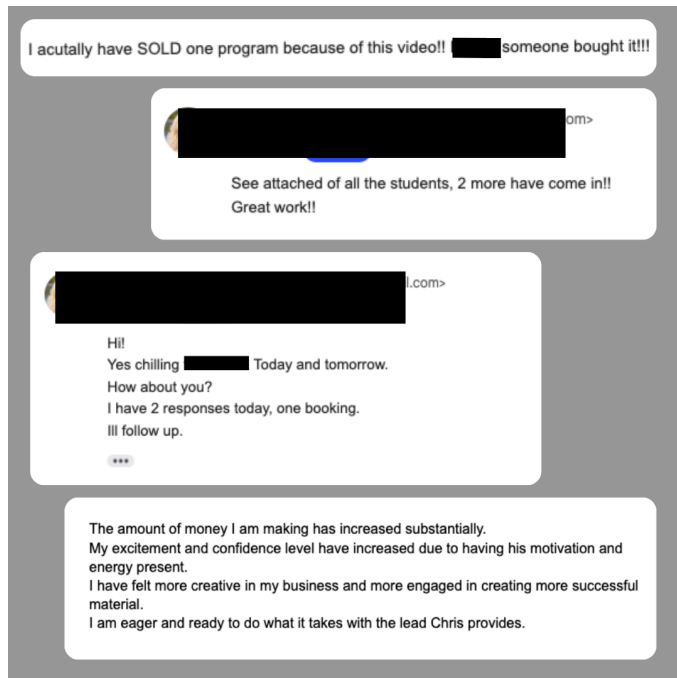 I acutally have SOLD one program because of this video!! someone bought it!!!
om>
See attached of all the students, 2 more have come in!!
Great work!!
l.com>
Hi!
Yes chilling Today and tomorrow.
How about you?
I have 2 responses today, one booking.
Ill follow up.
The amount of money I am making has increased substantially.
My excitement and confidence level have increased due to having his motivation and
energy present.
I have felt more creative in my business and more engaged in creating more successful
material.
I am eager and ready to do what it takes with the lead Chris provides.